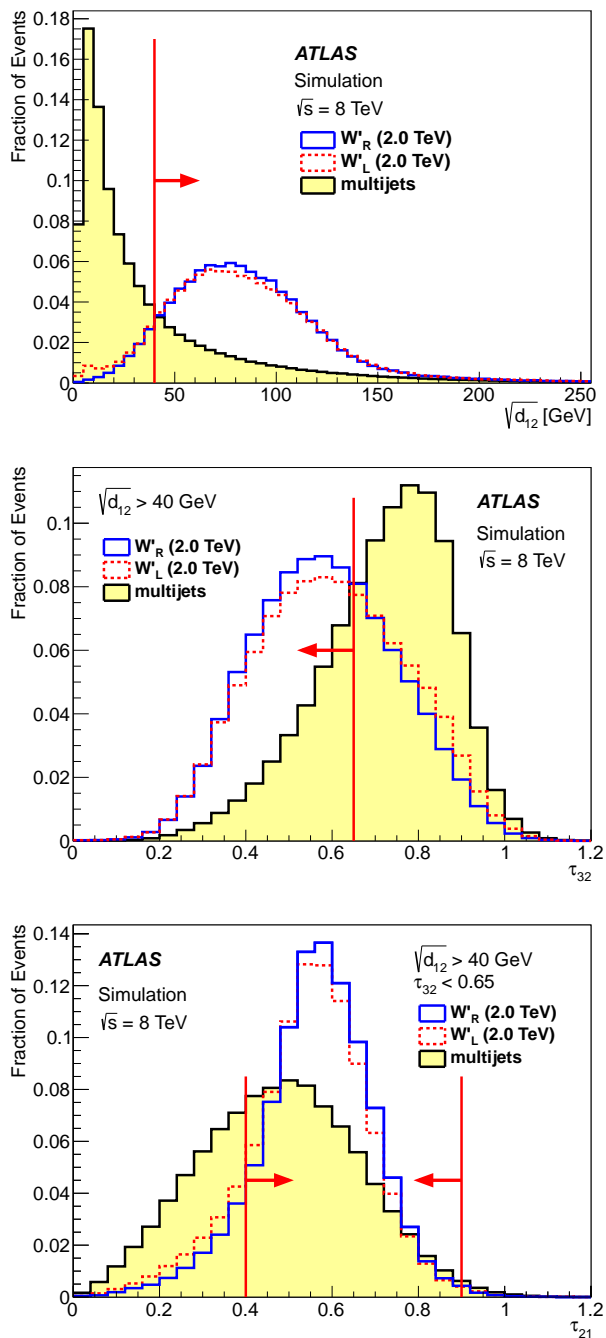 Fraction of Events
0.18
0.16
0.14
0.12
0.1
0.08
0.06
0.04
0.02
0
ATLAS
Simulation
√s = 8 TeV
W'R (2.0 TeV)
W'L (2.0 TeV)
multijets
0 50 100 150 200 250
√d12 [GeV]
Fraction of Events
0.1
0.08
0.06
0.04
0.02
0
√d12 > 40 GeV
W'R (2.0 TeV)
W'L (2.0 TeV)
multijets
ATLAS
Simulation
√s = 8 TeV
0 0.2 0.4 0.6 0.8 1 1.2
τ32
Fraction of Events
0.14
0.12
0.1
0.08
0.06
0.04
0.02
0
ATLAS
Simulation
√s = 8 TeV
√d12 > 40 GeV
τ32 < 0.65
W'R (2.0 TeV)
W'L (2.0 TeV)
multijets
0 0.2 0.4 0.6 0.8 1 1.2
τ21